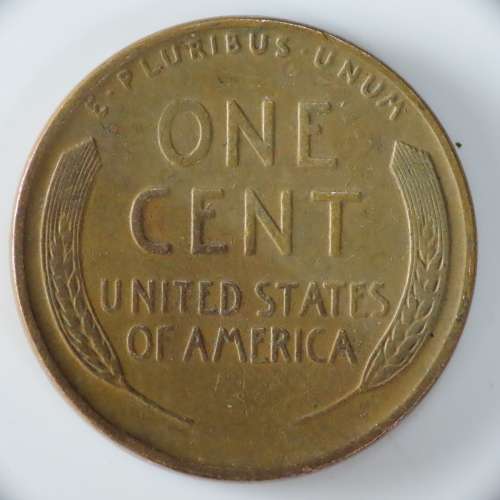 E·PLURIBUS·UNUM
ONE
CENT
UNITED STATES
OF AMERICA